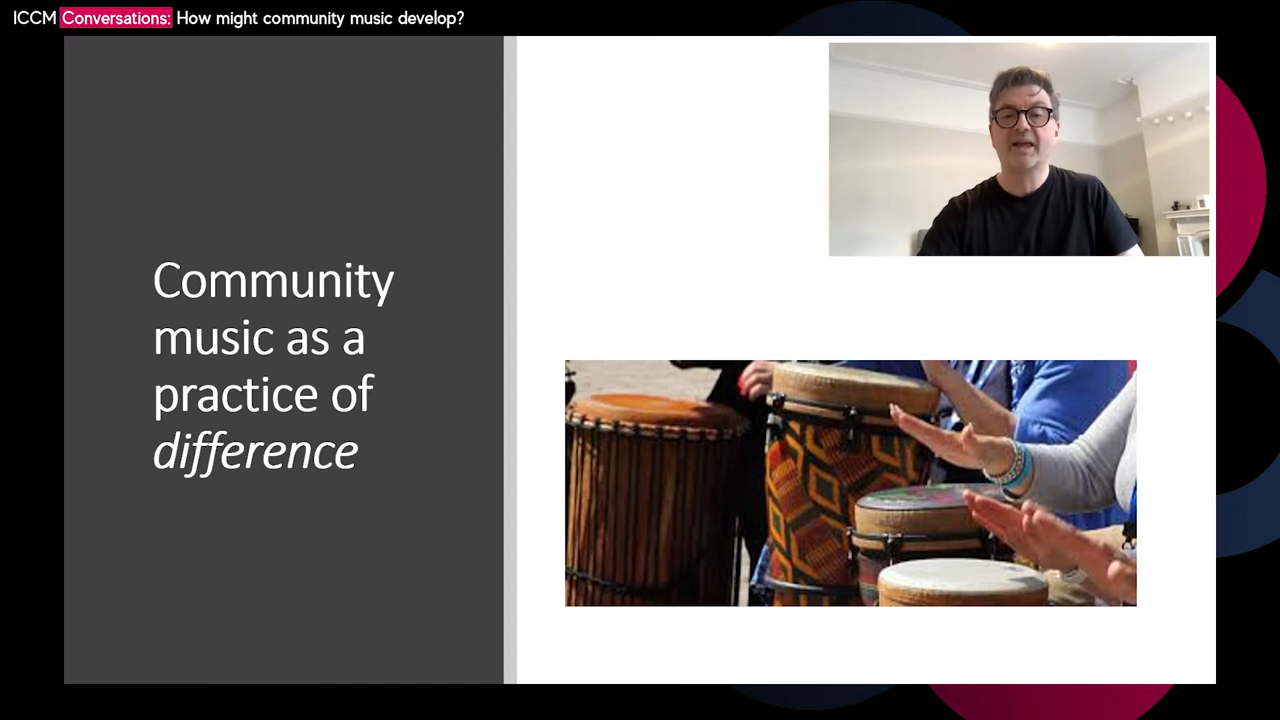 ICCM Conversations: How might community music develop?
Community
music as a
practice of
difference